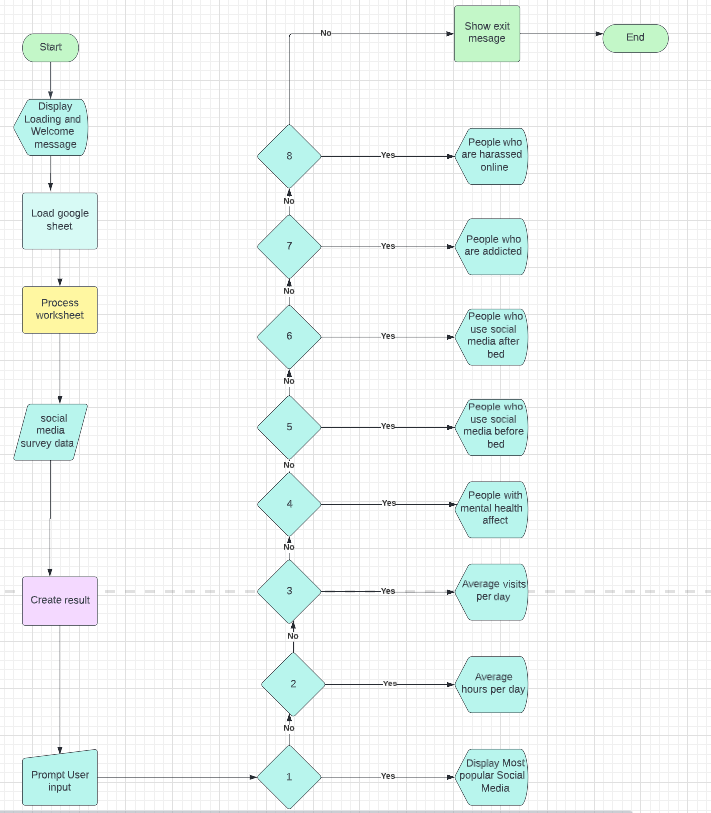 Start
Display
Loading and
Welcome
message
Load google
sheet
Process
worksheet
social
media
survey data
Create result
Prompt User
input
No
Show exit
mesage
End
8
Yes
People who
are harassed
online
No
7
Yes
People who
are addicted
No
6
Yes
People who
use social
media after
bed
No
5
Yes
People who
use social
media before
bed
No
4
Yes
People with
mental health
affect
No
3
Yes
Average visits
per day
No
2
Yes
Average
hours per day
No
1
Yes
Display Most
popular Social
Media